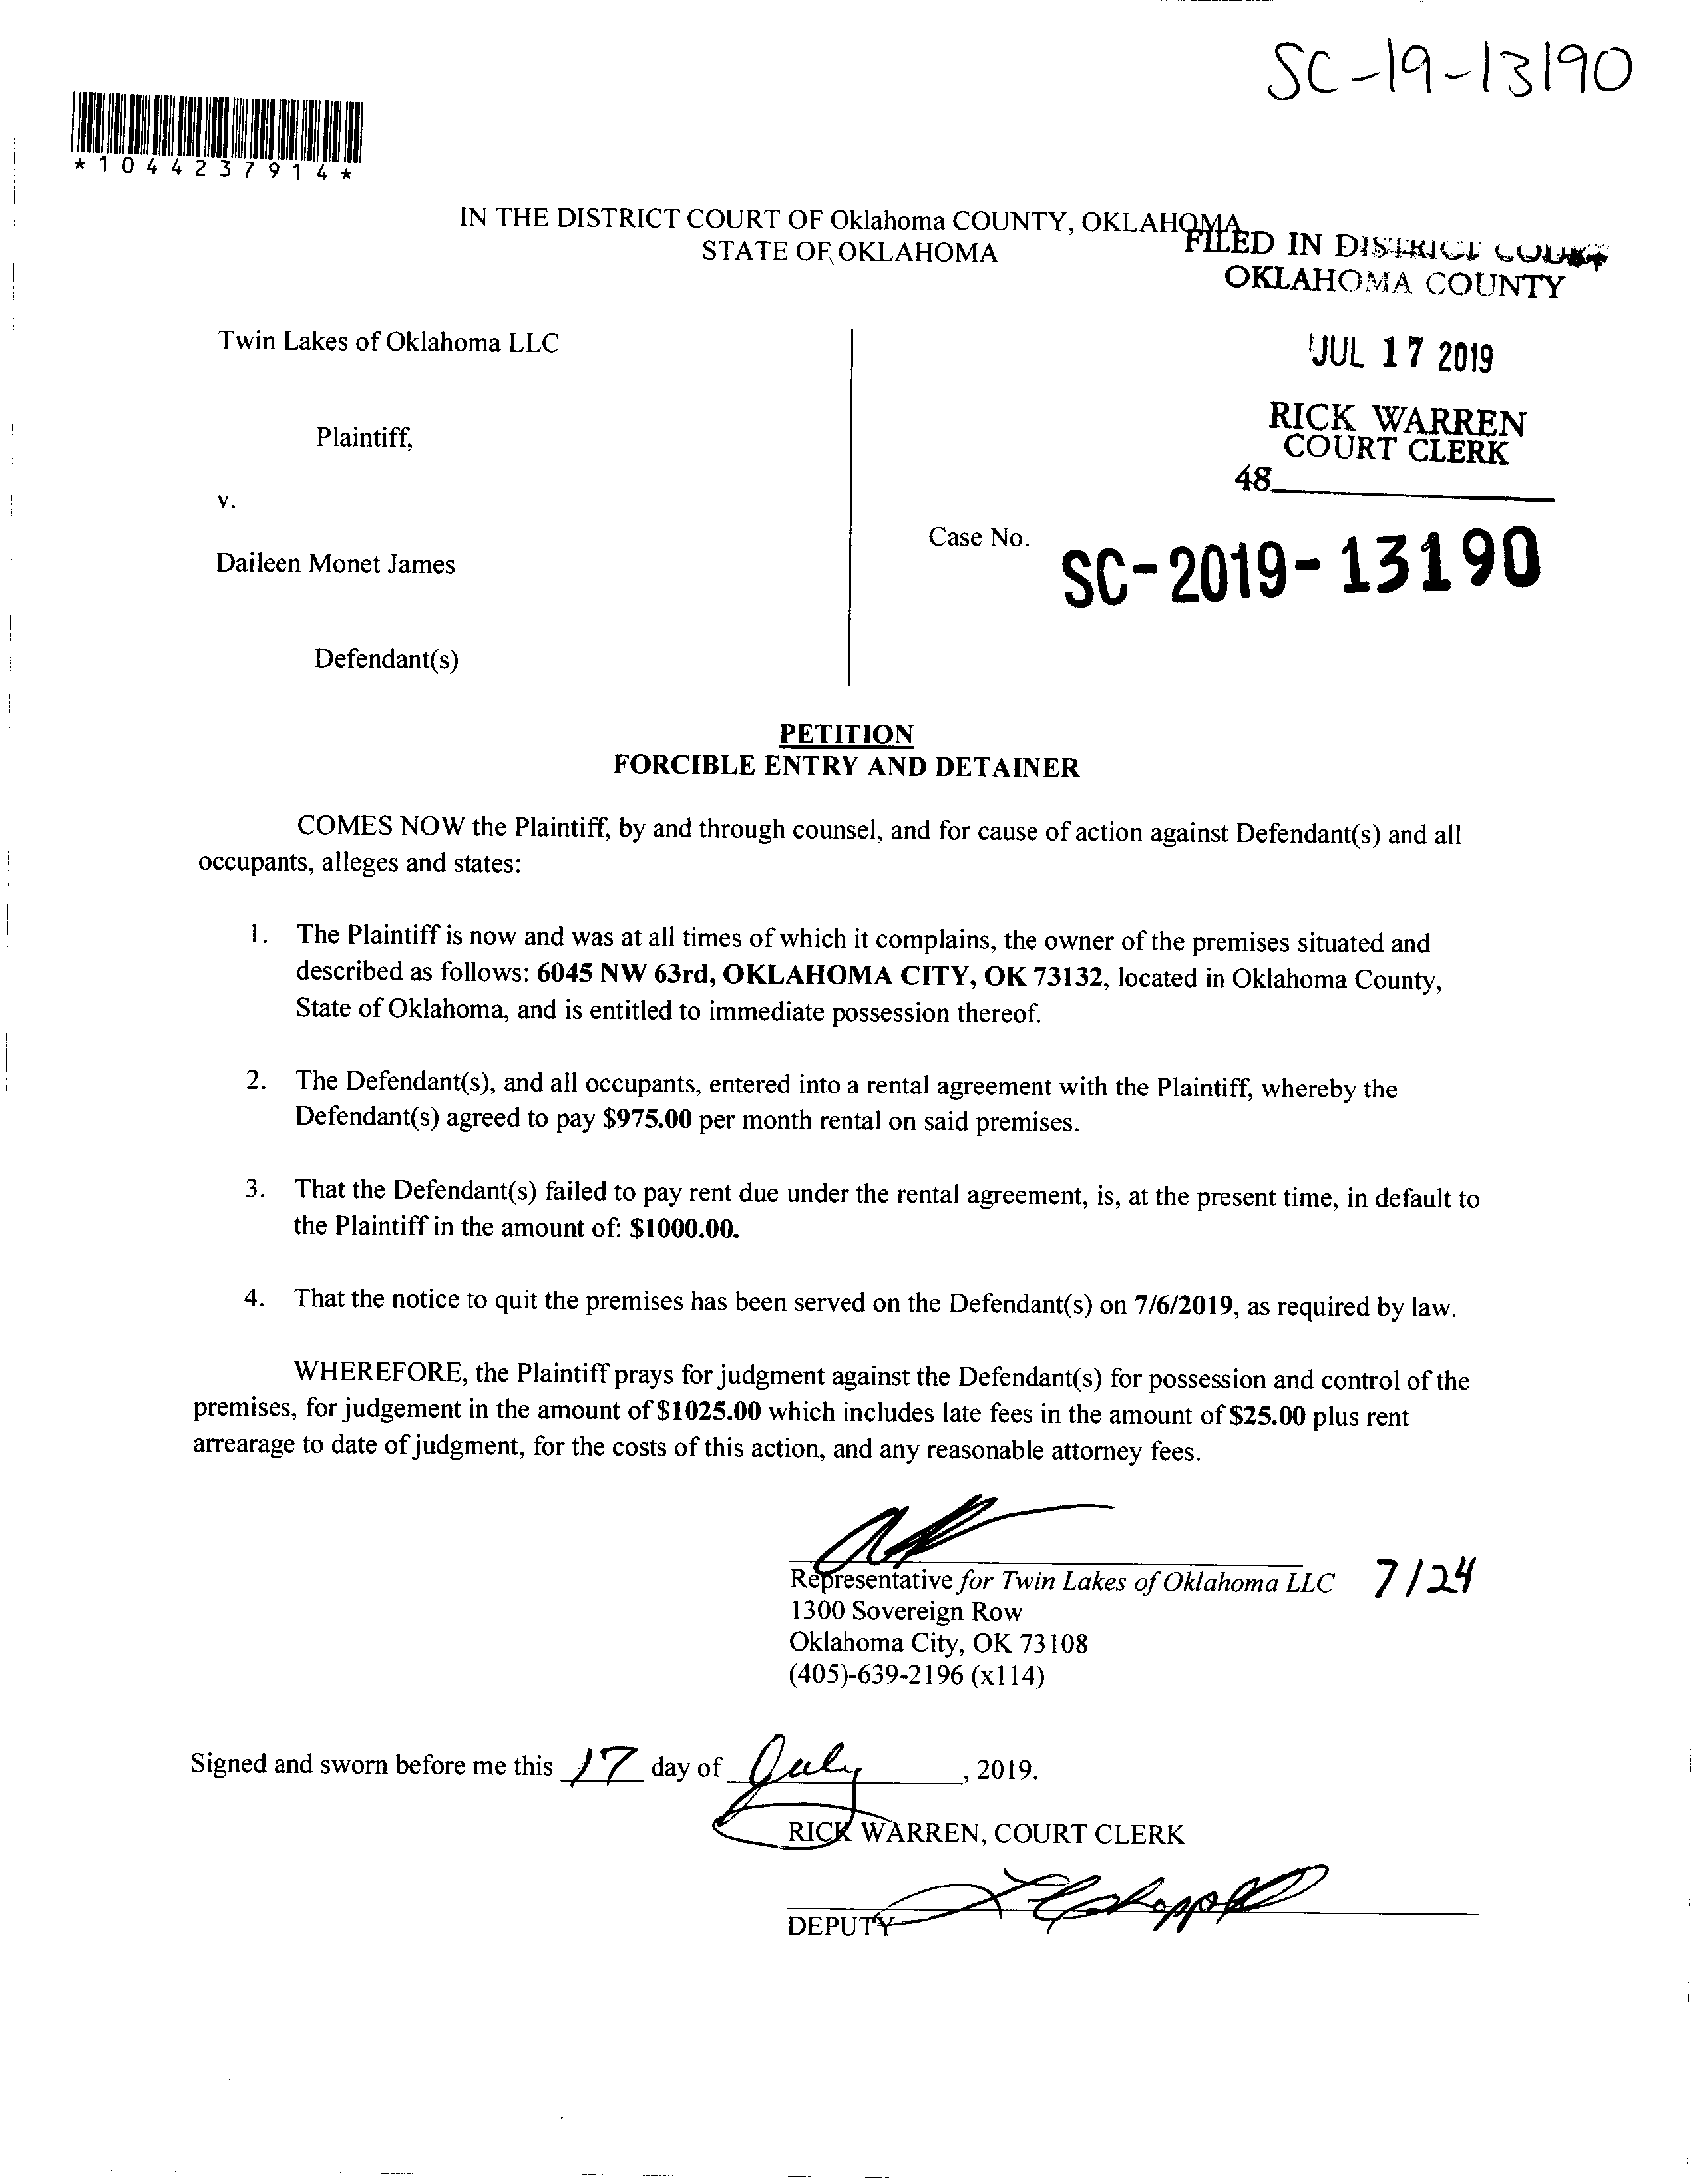 SC-19-13190
*1044237914*
IN THE DISTRICT COURT OF Oklahoma COUNTY, OKLAHOMA
STATE OF OKLAHOMA
FILED IN DISTRICT COURT
OKLAHOMA COUNTY
JUL 17 2019
RICK WARREN
COURT CLERK
48
Twin Lakes of Oklahoma LLC
Plaintiff,
v.
Daileen Monet James
Defendant(s)
Case No.
SC-2019-13190
PETITION
FORCIBLE ENTRY AND DETAINER
COMES NOW the Plaintiff, by and through counsel, and for cause of action against Defendant(s) and all
occupants, alleges and states:
1. The Plaintiff is now and was at all times of which it complains, the owner of the premises situated and
described as follows: 6045 NW 63rd, OKLAHOMA CITY, OK 73132, located in Oklahoma County,
State of Oklahoma, and is entitled to immediate possession thereof.
2. The Defendant(s), and all occupants, entered into a rental agreement with the Plaintiff, whereby the
Defendant(s) agreed to pay $975.00 per month rental on said premises.
3. That the Defendant(s) failed to pay rent due under the rental agreement, is, at the present time, in default to
the Plaintiff in the amount of: $1000.00.
4. That the notice to quit the premises has been served on the Defendant(s) on 7/6/2019, as required by law.
WHEREFORE, the Plaintiff prays for judgment against the Defendant(s) for possession and control of the
premises, for judgement in the amount of $1025.00 which includes late fees in the amount of $25.00 plus rent
arrearage to date of judgment, for the costs of this action, and any reasonable attorney fees.
Representative for Twin Lakes of Oklahoma LLC 7/24
1300 Sovereign Row
Oklahoma City, OK 73108
(405)-639-2196 (x114)
Signed and sworn before me this 17 day of July, 2019.
RICK WARREN, COURT CLERK
DEPUTY